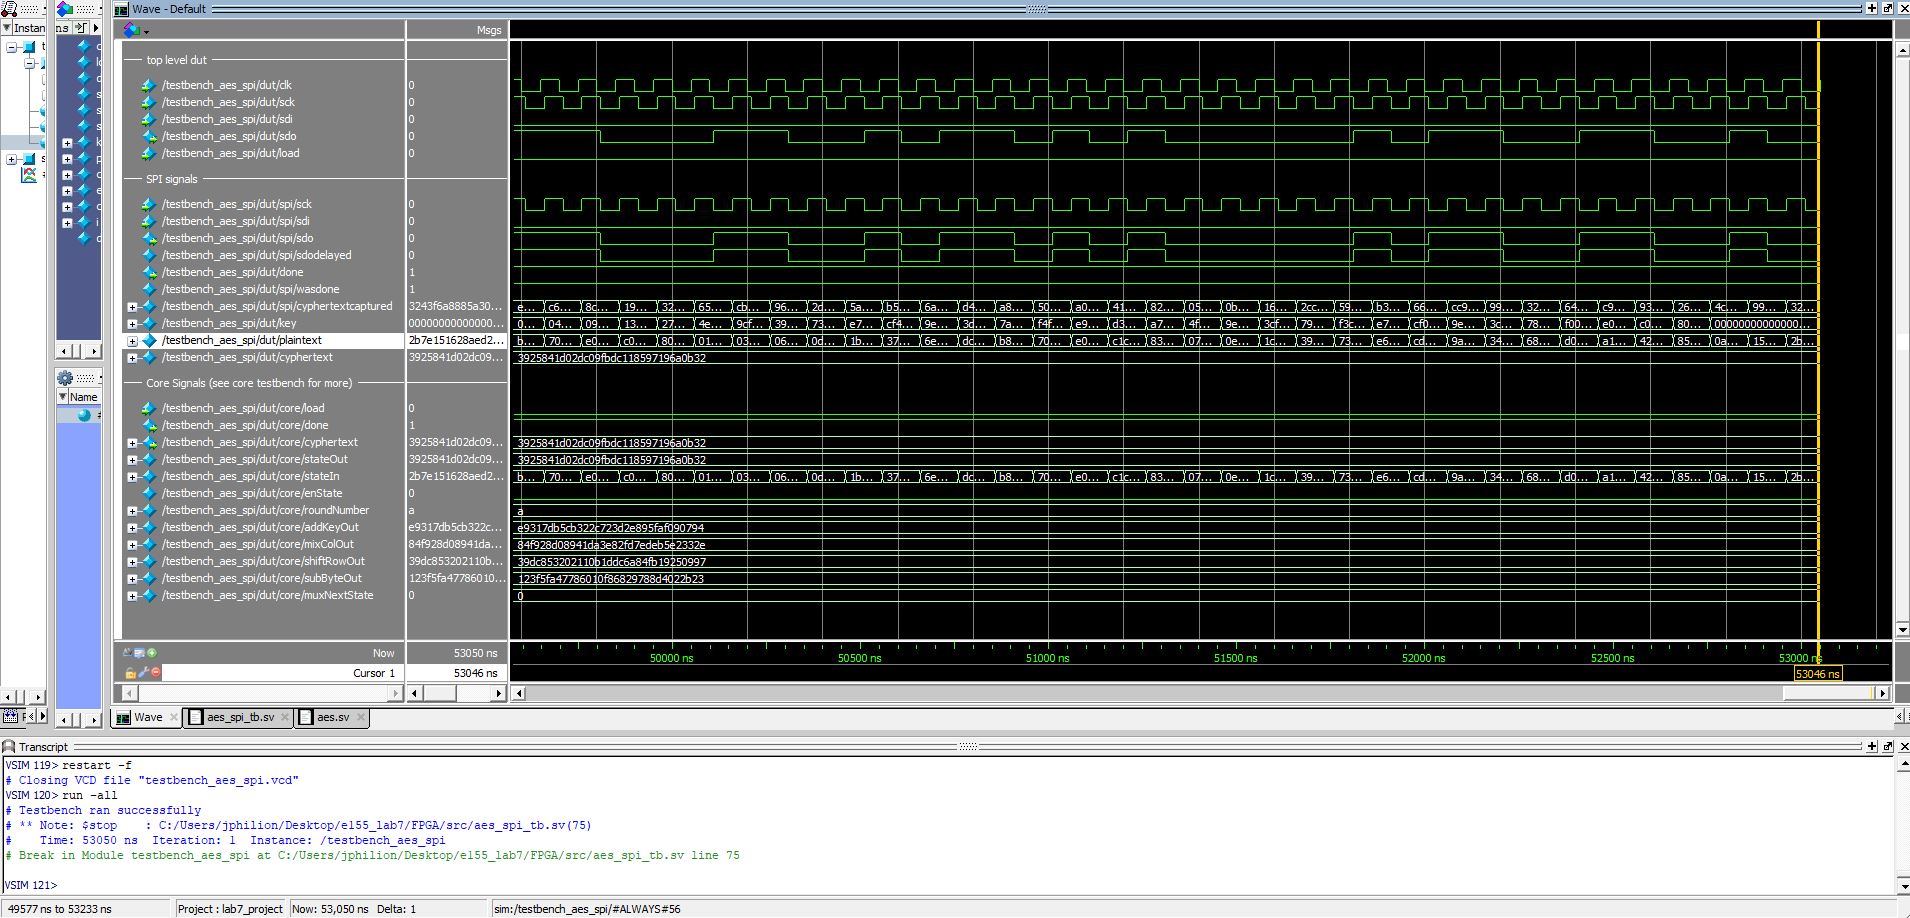 Wave - Default
Instan
ns
Msgs
top level dut
/testbench_aes_spi/dut/clk 0
/testbench_aes_spi/dut/sck 0
/testbench_aes_spi/dut/sdi 0
/testbench_aes_spi/dut/sdo 0
/testbench_aes_spi/dut/load 0
SPI signals
/testbench_aes_spi/dut/spi/sck 0
/testbench_aes_spi/dut/spi/sdi 0
/testbench_aes_spi/dut/spi/sdo 0
/testbench_aes_spi/dut/spi/sdodelayed 0
/testbench_aes_spi/dut/done 1
/testbench_aes_spi/dut/spi/wasdone 1
/testbench_aes_spi/dut/spi/cyphertextcaptured 3243f6a8885a30... e... c6... 8c... 19... 32... 65... cb... 96... 2d... 5a... b5... 6a... d4... a8... 50... a0... 41... 82... 05... 0b... 16... 2cc... 59... b3... 66... cc9... 99... 32... 64... c9... 93... 26... 4c... 99... 32...
/testbench_aes_spi/dut/key 00000000000000... 0... 04... 09... 13... 27... 4e... 9cf... 39... 73... e7... cf4... 9e... 3d... 7a... f4f... e9... d3... a7... 4f... 9e... 3cf... 79... f3c... e7... cf0... 9e... 3c... 78... f00... e0... c0... 80... 00000000000000...
/testbench_aes_spi/dut/plaintext 2b7e151628aed2... b... 70... e0... c0... 80... 01... 03... 06... 0d... 1b... 37... 6e... dc... b8... 70... e0... c1c... 83... 07... 0e... 1c... 39... 73... e6... cd... 9a... 34... 68... d0... a1... 42... 85... 0a... 15... 2b...
/testbench_aes_spi/dut/cyphertext 3925841d02dc09... 3925841d02dc09fbdc118597196a0b32
Core Signals (see core testbench for more)
/testbench_aes_spi/dut/core/load 0
/testbench_aes_spi/dut/core/done 1
/testbench_aes_spi/dut/core/cyphertext 3925841d02dc09... 3925841d02dc09fbdc118597196a0b32
/testbench_aes_spi/dut/core/stateOut 3925841d02dc09... 3925841d02dc09fbdc118597196a0b32
/testbench_aes_spi/dut/core/stateIn 2b7e151628aed2... b... 70... e0... c0... 80... 01... 03... 06... 0d... 1b... 37... 6e... dc... b8... 70... e0... c1c... 83... 07... 0e... 1c... 39... 73... e6... cd... 9a... 34... 68... d0... a1... 42... 85... 0a... 15... 2b...
/testbench_aes_spi/dut/core/enState 0
/testbench_aes_spi/dut/core/roundNumber a a
/testbench_aes_spi/dut/core/addKeyOut e9317db5cb322c... e9317db5cb322c723d2e895faf090794
/testbench_aes_spi/dut/core/mixColOut 84f928d08941da... 84f928d08941da3e82fd7edeb5e2332e
/testbench_aes_spi/dut/core/shiftRowOut 39dc853202110b... 39dc853202110b1ddc6a84fb19250997
/testbench_aes_spi/dut/core/subByteOut 123f5fa4778601 0... 123f5fa47786010f86829788d4022b23
/testbench_aes_spi/dut/core/muxNextState 0 0
Name
Now 53050 ns 50000 ns 50500 ns 51000 ns 51500 ns 52000 ns 52500 ns 53000 ns
Cursor 1 53046 ns 53046 ns
Wave aes_spi_tb.sv aes.sv
Transcript
VSIM 119> restart -f
# Closing VCD file "testbench_aes_spi.vcd"
VSIM 120> run -all
# Testbench ran successfully
# ** Note: $stop : C:/Users/jphilion/Desktop/e155_lab7/FPGA/src/aes_spi_tb.sv(75)
# Time: 53050 ns Iteration: 1 Instance: /testbench_aes_spi
# Break in Module testbench_aes_spi at C:/Users/jphilion/Desktop/e155_lab7/FPGA/src/aes_spi_tb.sv line 75
VSIM 121>
49577 ns to 53233 ns Project : lab7_project Now: 53,050 ns Delta: 1 sim:/testbench_aes_spi/#ALWAYS#56